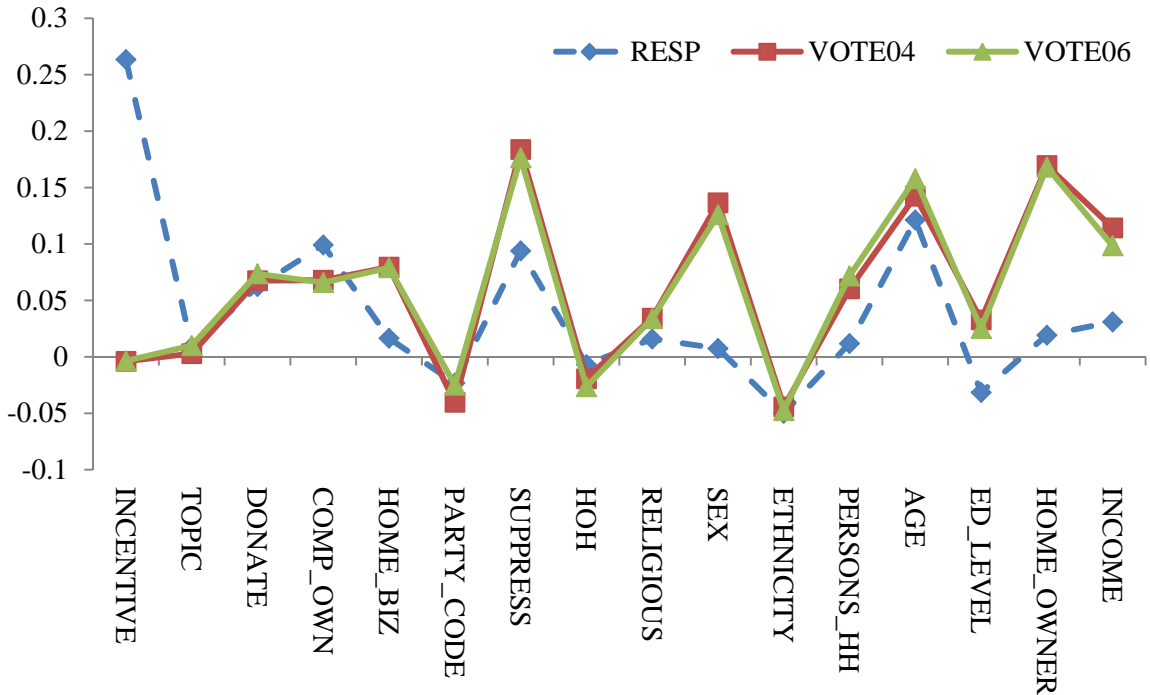 0.3
0.25
0.2
0.15
0.1
0.05
0
-0.05
-0.1
RESP VOTE04 VOTE06
INCENTIVE
TOPIC
DONATE
COMP_OWN
HOME_BIZ
PARTY_CODE
SUPPRESS
HOH
RELIGIOUS
SEX
ETHNICITY
PERSONS_HH
AGE
ED_LEVEL
HOME_OWNER
INCOME